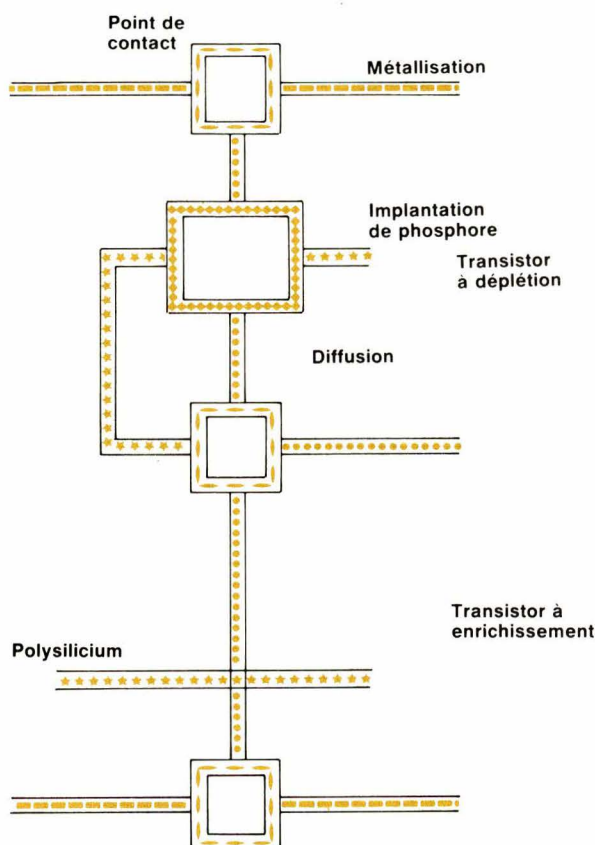 Point de
contact
Métallisation
Implantation
de phosphore
Transistor
à déplétion
Diffusion
Transistor à
enrichissement
Polysilicium